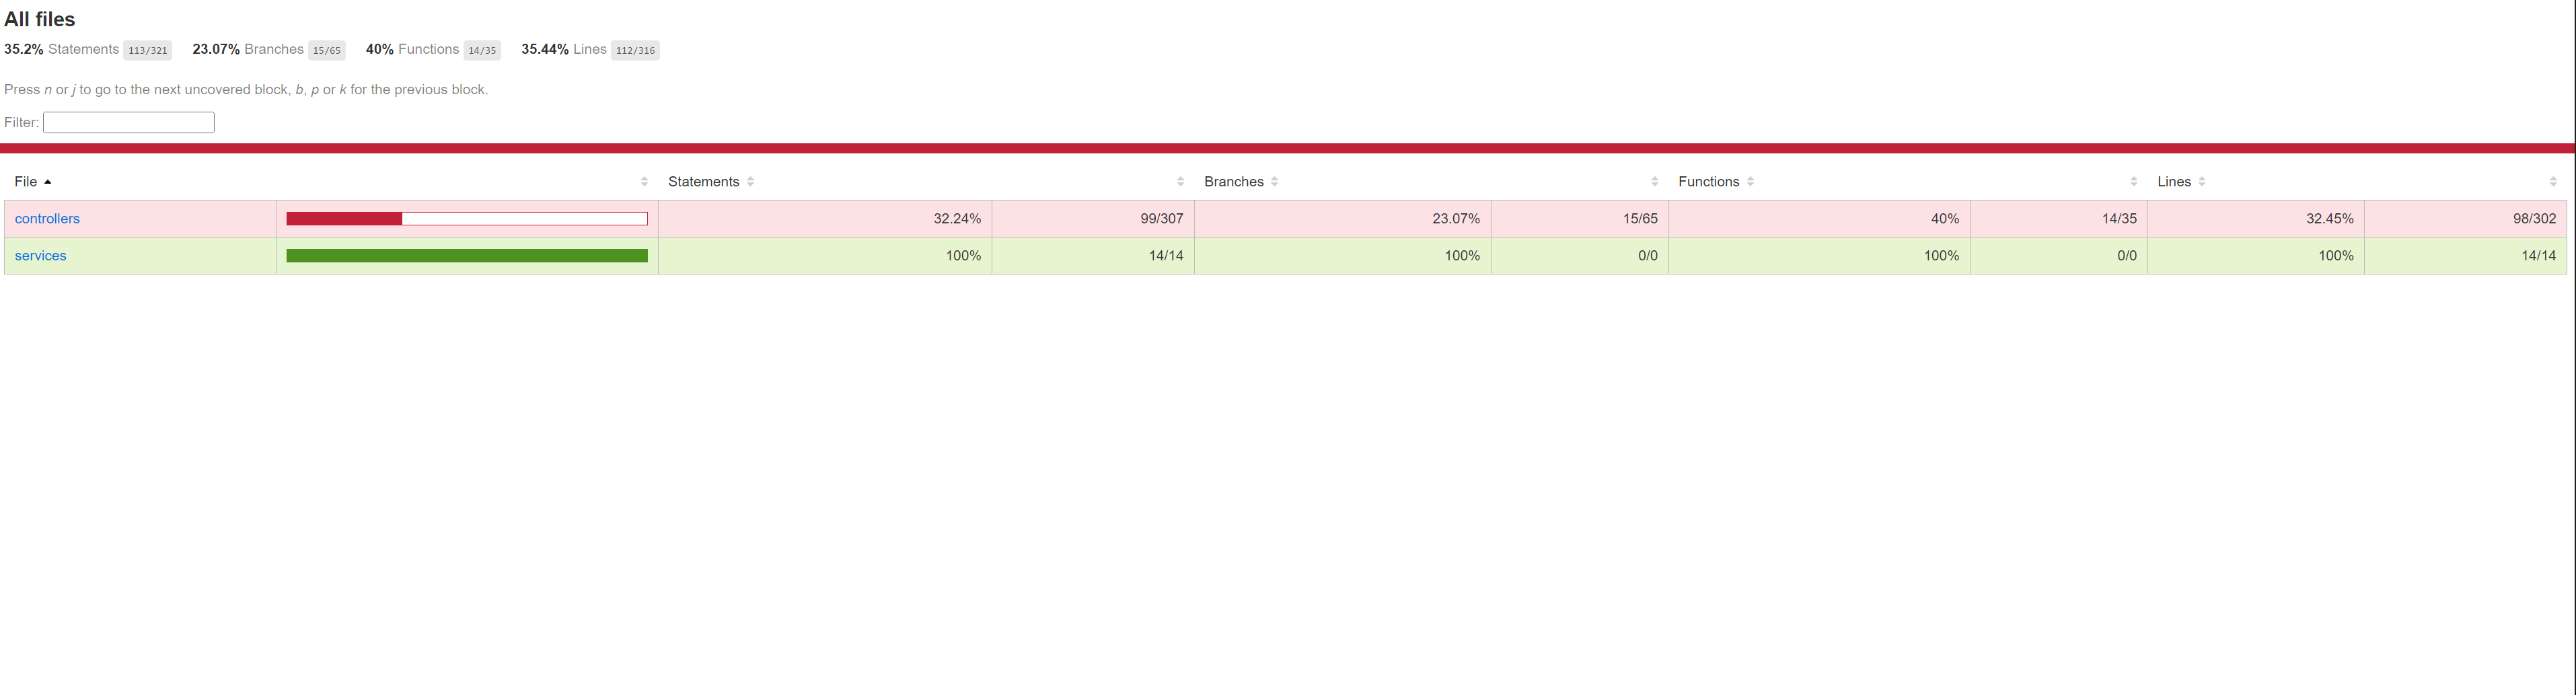 All files
35.2% Statements 113/321 23.07% Branches 15/65 40% Functions 14/35 35.44% Lines 112/316
Press n or j to go to the next uncovered block, b, p or k for the previous block.
Filter:
File Statements Branches Functions Lines
controllers 32.24% 99/307 23.07% 15/65 40% 14/35 32.45% 98/302
services 100% 14/14 100% 0/0 100% 0/0 100% 14/14